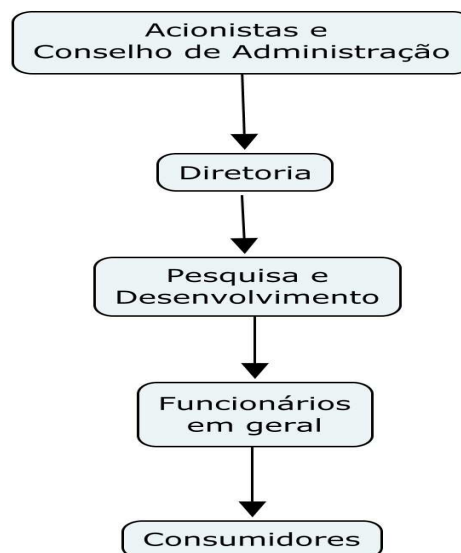 Acionistas e
Conselho de Administração
Diretoria
Pesquisa e
Desenvolvimento
Funcionários
em geral
Consumidores